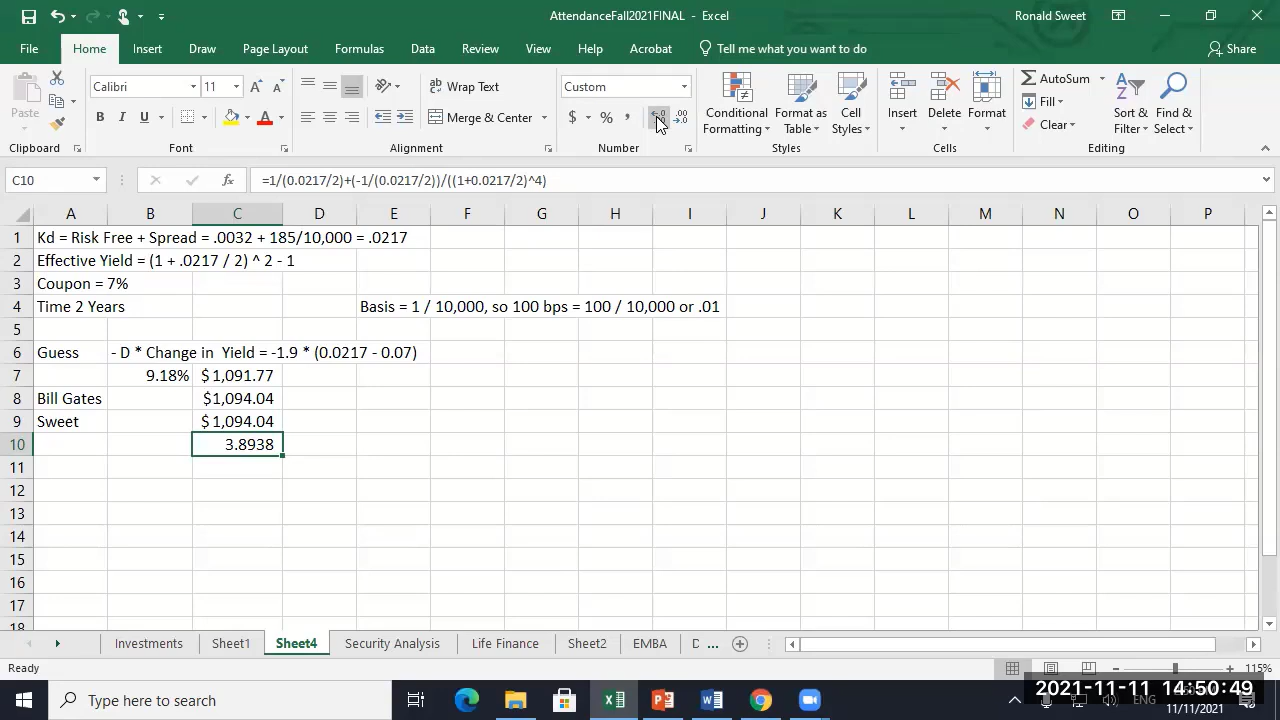 AttendanceFall2021FINAL - Excel
Ronald Sweet
File Home Insert Draw Page Layout Formulas Data Review View Help Acrobat Tell me what you want to do Share
Paste
Calibri 11
Wrap Text
Custom
Merge & Center
$ % ,
B I U
Conditional Formatting
Format as Table
Cell Styles
Insert Delete Format
AutoSum
Fill
Clear
Sort & Filter
Find & Select
Clipboard Font Alignment Number Styles Cells Editing
C10 fx =1/(0.0217/2)+(-1/(0.0217/2))/((1+0.0217/2)^4)
A B C D E F G H I J K L M N O P
1 Kd = Risk Free + Spread = .0032 + 185/10,000 = .0217
2 Effective Yield = (1 + .0217 / 2) ^ 2 - 1
3 Coupon = 7%
4 Time 2 Years Basis = 1 / 10,000, so 100 bps = 100 / 10,000 or .01
5
6 Guess - D * Change in Yield = -1.9 * (0.0217 - 0.07)
7 9.18% $ 1,091.77
8 Bill Gates $1,094.04
9 Sweet $ 1,094.04
10 3.8938
11
12
13
14
15
16
17
18
Investments Sheet1 Sheet4 Security Analysis Life Finance Sheet2 EMBA D ...
Ready
115%
Type here to search
2021-11-11 14:50:49
ENG
11/11/2021